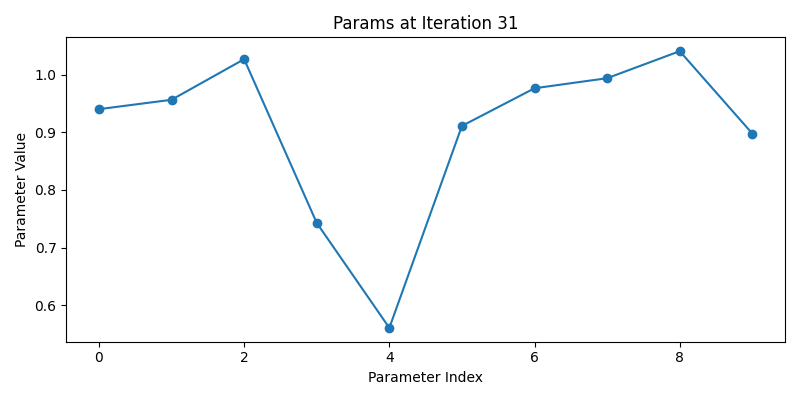 Params at Iteration 31
Parameter Value
1.0
0.9
0.8
0.7
0.6
0 2 4 6 8
Parameter Index